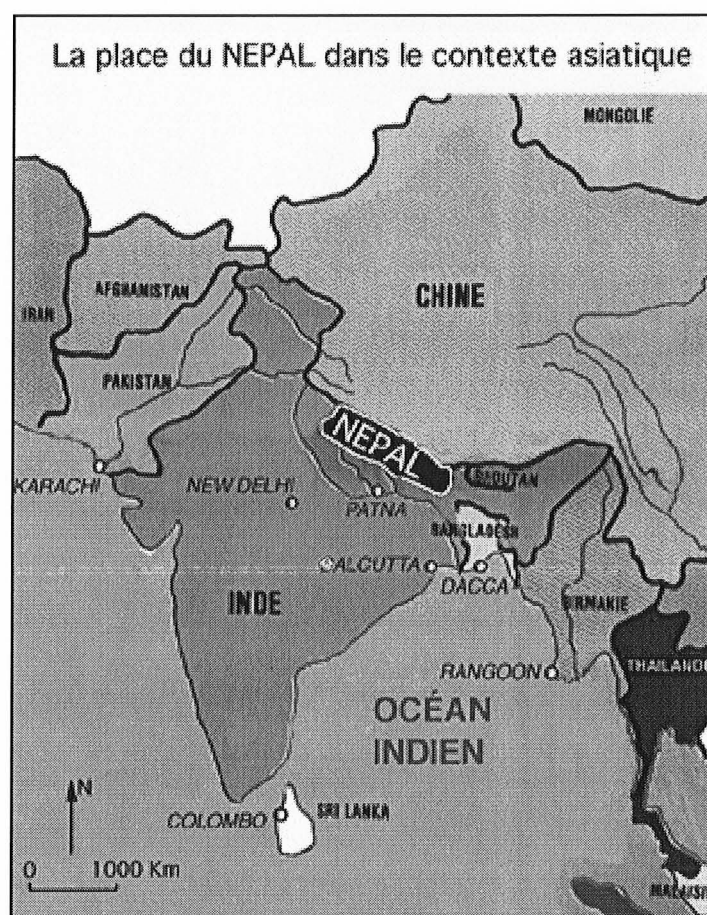 La place du NEPAL dans le contexte asiatique
MONGOLIE
AFGHANISTAN
CHINE
IRAN
PAKISTAN
NEPAL
KARACHI
NEW DELHI
BHOUTAN
PATNA
BANGLADESH
CALCUTTA
DACCA
INDE
BIRMANIE
THAILANDE
RANGOON
OCÉAN
INDIEN
N
COLOMBO
SRI LANKA
0 1000 Km
MALAISI